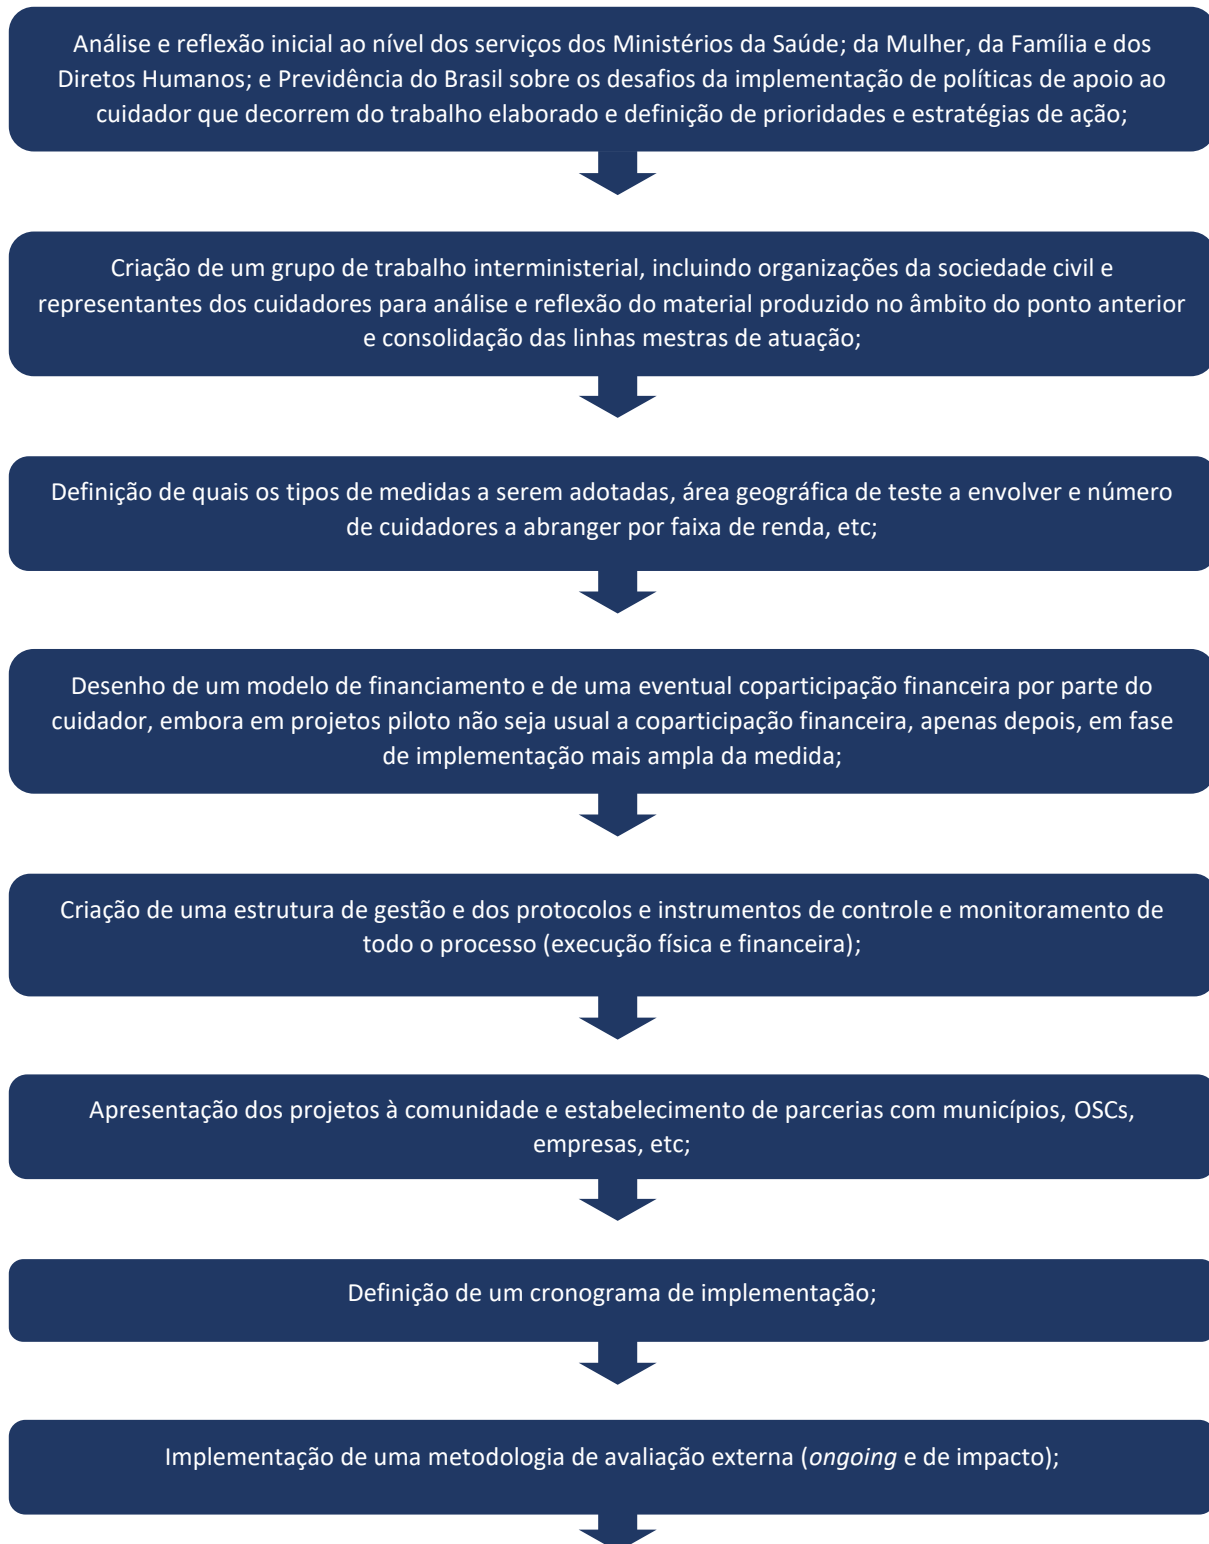 Análise e reflexão inicial ao nível dos serviços dos Ministérios da Saúde; da Mulher, da Família e dos
Diretos Humanos; e Previdência do Brasil sobre os desafios da implementação de políticas de apoio ao
cuidador que decorrem do trabalho elaborado e definição de prioridades e estratégias de ação;
Criação de um grupo de trabalho interministerial, incluindo organizações da sociedade civil e
representantes dos cuidadores para análise e reflexão do material produzido no âmbito do ponto anterior
e consolidação das linhas mestras de atuação;
Definição de quais os tipos de medidas a serem adotadas, área geográfica de teste a envolver e número
de cuidadores a abranger por faixa de renda, etc;
Desenho de um modelo de financiamento e de uma eventual coparticipação financeira por parte do
cuidador, embora em projetos piloto não seja usual a coparticipação financeira, apenas depois, em fase
de implementação mais ampla da medida;
Criação de uma estrutura de gestão e dos protocolos e instrumentos de controle e monitoramento de
todo o processo (execução física e financeira);
Apresentação dos projetos à comunidade e estabelecimento de parcerias com municípios, OSCs,
empresas, etc;
Definição de um cronograma de implementação;
Implementação de uma metodologia de avaliação externa (ongoing e de impacto);